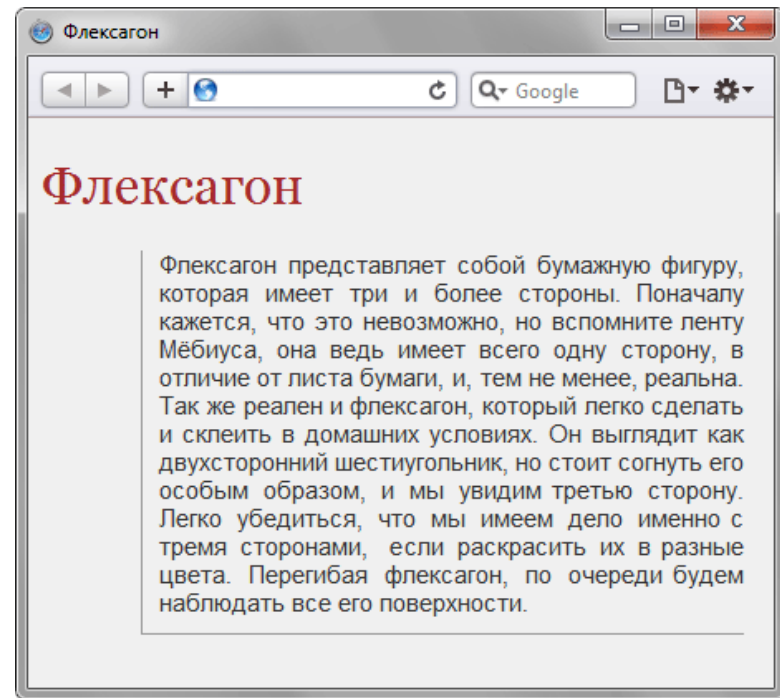 Флексагон
Google
Флексагон
Флексагон представляет собой бумажную фигуру,
которая имеет три и более стороны. Поначалу
кажется, что это невозможно, но вспомните ленту
Мёбиуса, она ведь имеет всего одну сторону, в
отличие от листа бумаги, и, тем не менее, реальна.
Так же реален и флексагон, который легко сделать
и склеить в домашних условиях. Он выглядит как
двухсторонний шестиугольник, но стоит согнуть его
особым образом, и мы увидим третью сторону.
Легко убедиться, что мы имеем дело именно с
тремя сторонами, если раскрасить их в разные
цвета. Перегибая флексагон, по очереди будем
наблюдать все его поверхности.